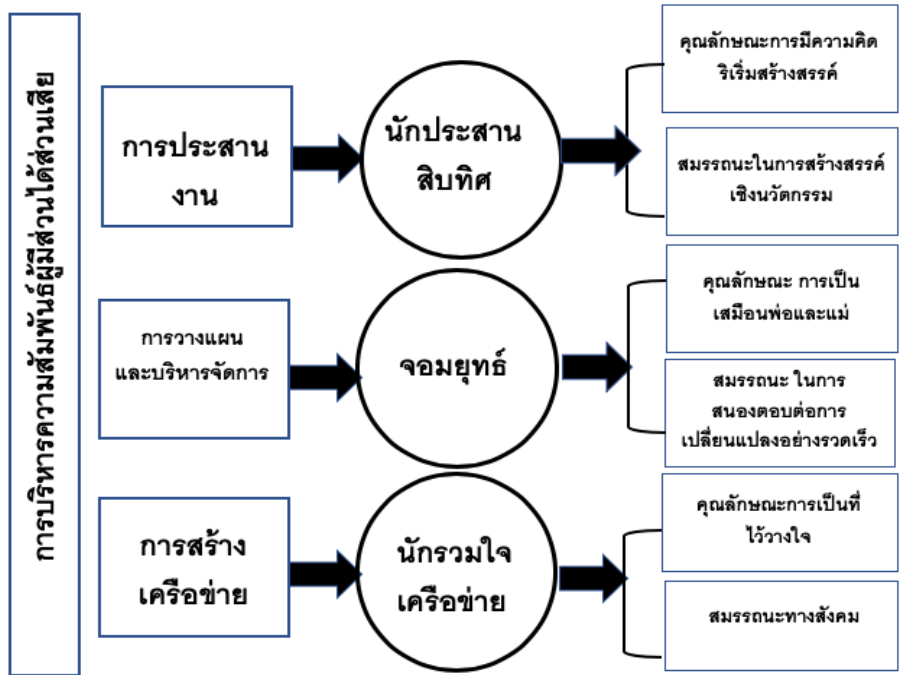 การบริหารความสัมพันธ์ผู้มีส่วนได้ส่วนเสีย
การประสาน
งาน
นักประสาน
สิบทิศ
คุณลักษณะการมีความคิด
ริเริ่มสร้างสรรค์
สมรรถนะในการสร้างสรรค์
เชิงนวัตกรรม
การวางแผน
และบริหารจัดการ
จอมยุทธ์
คุณลักษณะ การเป็น
เสมือนพ่อและแม่
สมรรถนะ ในการ
สนองตอบต่อการ
เปลี่ยนแปลงอย่างรวดเร็ว
การสร้าง
เครือข่าย
นักรวมใจ
เครือข่าย
คุณลักษณะการเป็นที่
ไว้วางใจ
สมรรถนะทางสังคม